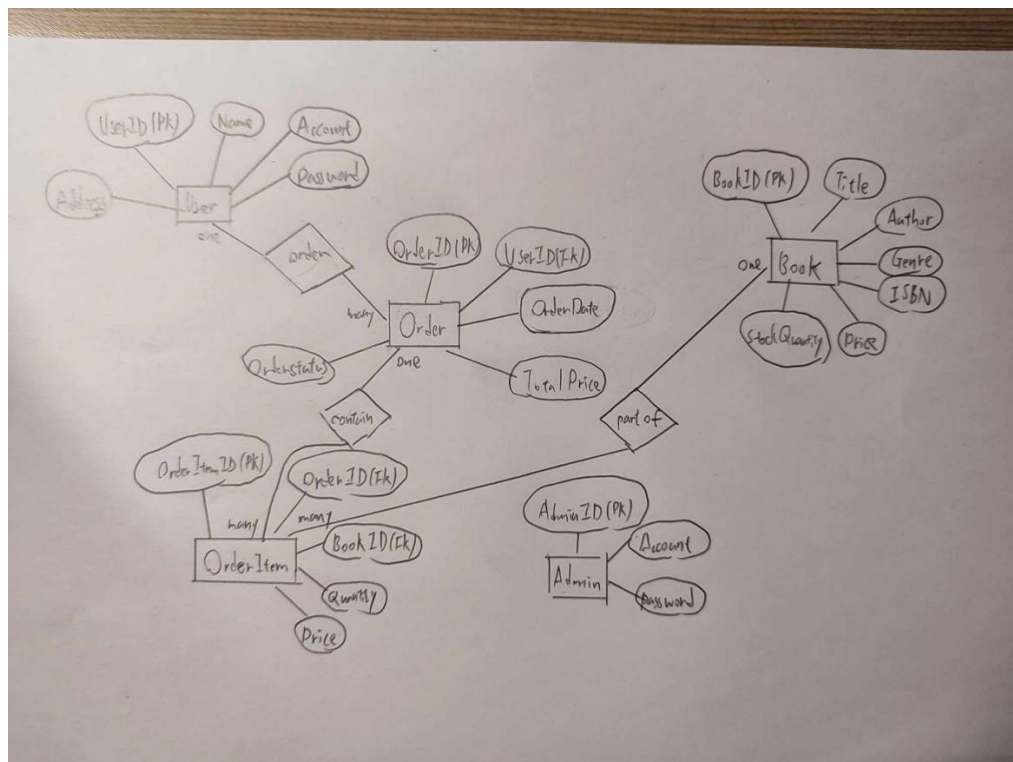 UserID(PK)
Name
Account
Password
Address
User
one
order
many
OrderID(PK)
UserID(Fk)
OrderDate
Order
Orderstatus
one
Total Price
contain
BookID(PK)
Title
Author
Genre
ISBN
one
Book
StockQuantity
Price
part of
OrderItemID(PK)
OrderID(Fk)
many
many
BookID(Fk)
OrderItem
Quantity
Price
AdminID(PK)
Account
Admin
password